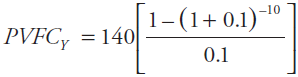 PVFC_Y = 140[ (1 − (1 + 0.1)^{−10}) / 0.1 ]